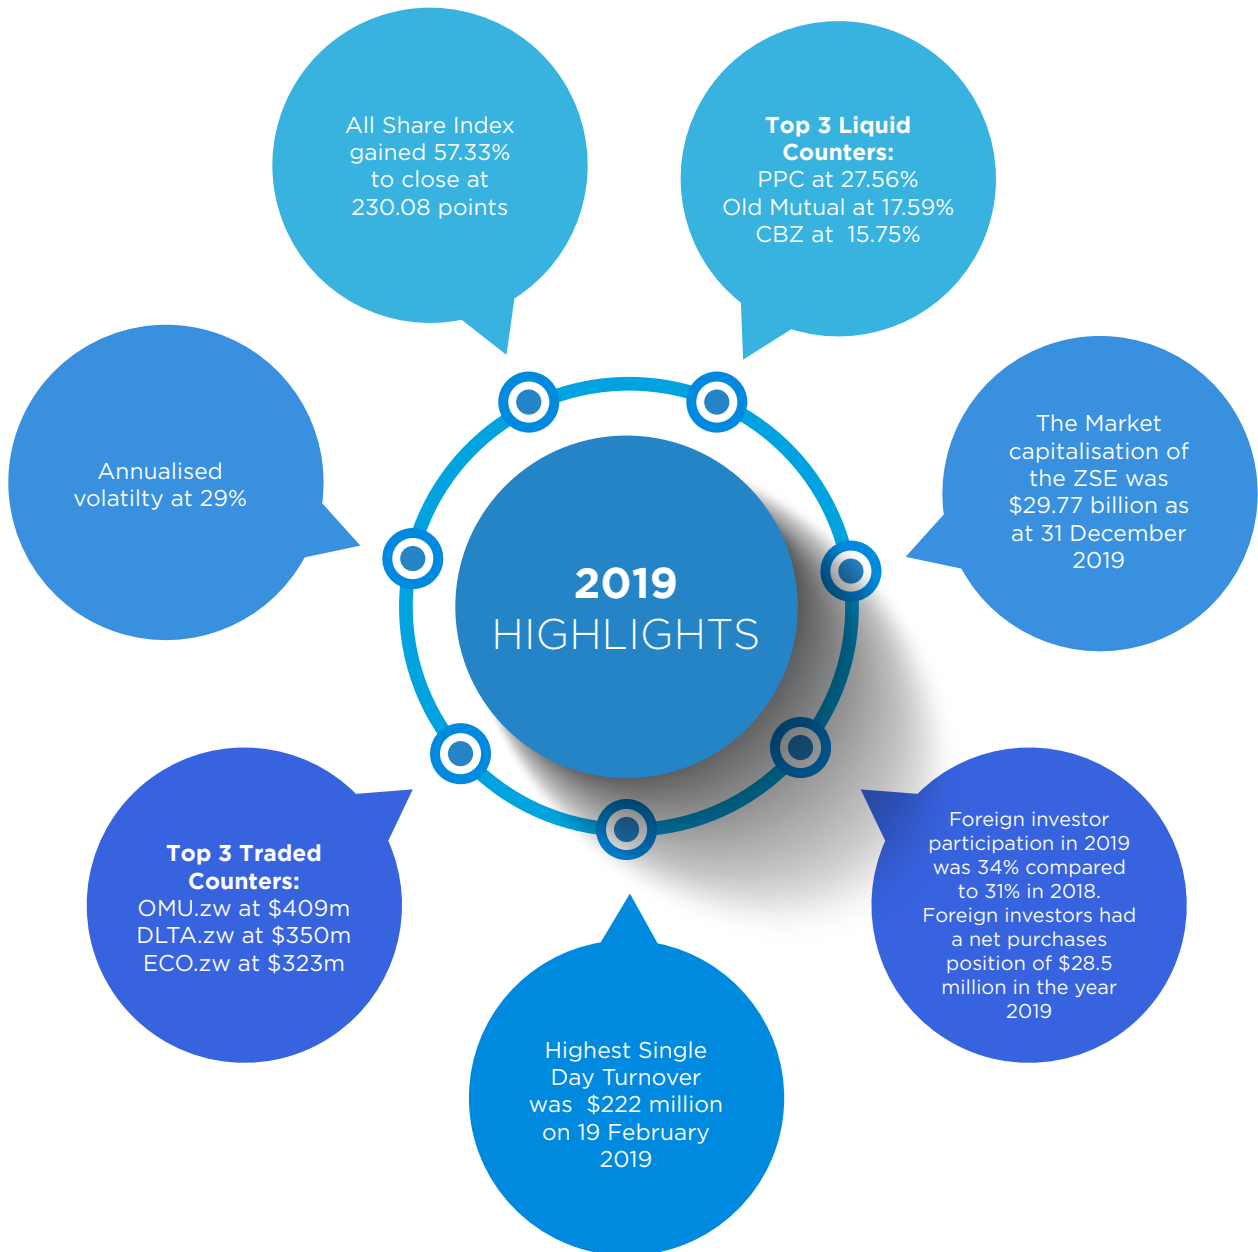 All Share Index
gained 57.33%
to close at
230.08 points
Top 3 Liquid
Counters:
PPC at 27.56%
Old Mutual at 17.59%
CBZ at 15.75%
Annualised
volatilty at 29%
The Market
capitalisation of
the ZSE was
$29.77 billion as
at 31 December
2019
2019
HIGHLIGHTS
Top 3 Traded
Counters:
OMU.zw at $409m
DLTA.zw at $350m
ECO.zw at $323m
Foreign investor
participation in 2019
was 34% compared
to 31% in 2018.
Foreign investors had
a net purchases
position of $28.5
million in the year
2019
Highest Single
Day Turnover
was $222 million
on 19 February
2019